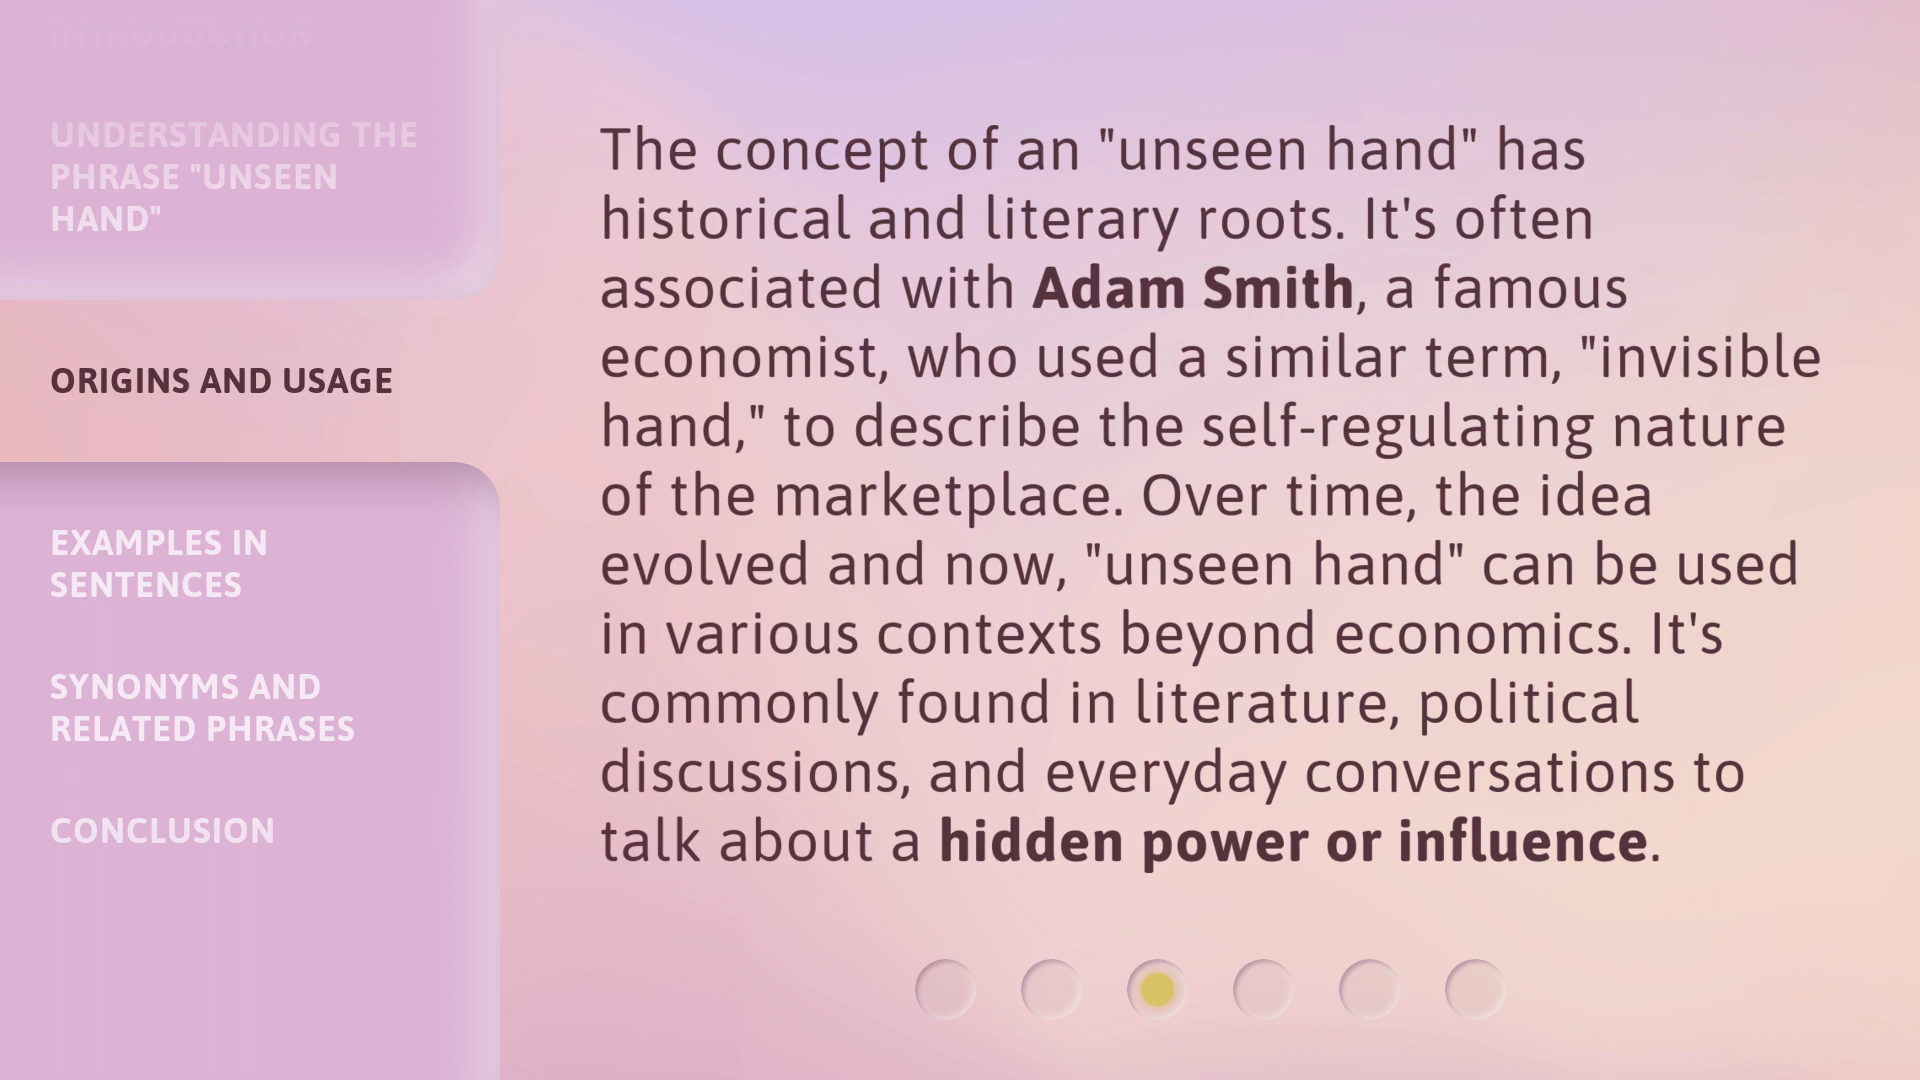 INTRODUCTION
UNDERSTANDING THE
PHRASE "UNSEEN
HAND"
ORIGINS AND USAGE
EXAMPLES IN
SENTENCES
SYNONYMS AND
RELATED PHRASES
CONCLUSION
The concept of an "unseen hand" has
historical and literary roots. It's often
associated with Adam Smith, a famous
economist, who used a similar term, "invisible
hand," to describe the self-regulating nature
of the marketplace. Over time, the idea
evolved and now, "unseen hand" can be used
in various contexts beyond economics. It's
commonly found in literature, political
discussions, and everyday conversations to
talk about a hidden power or influence.